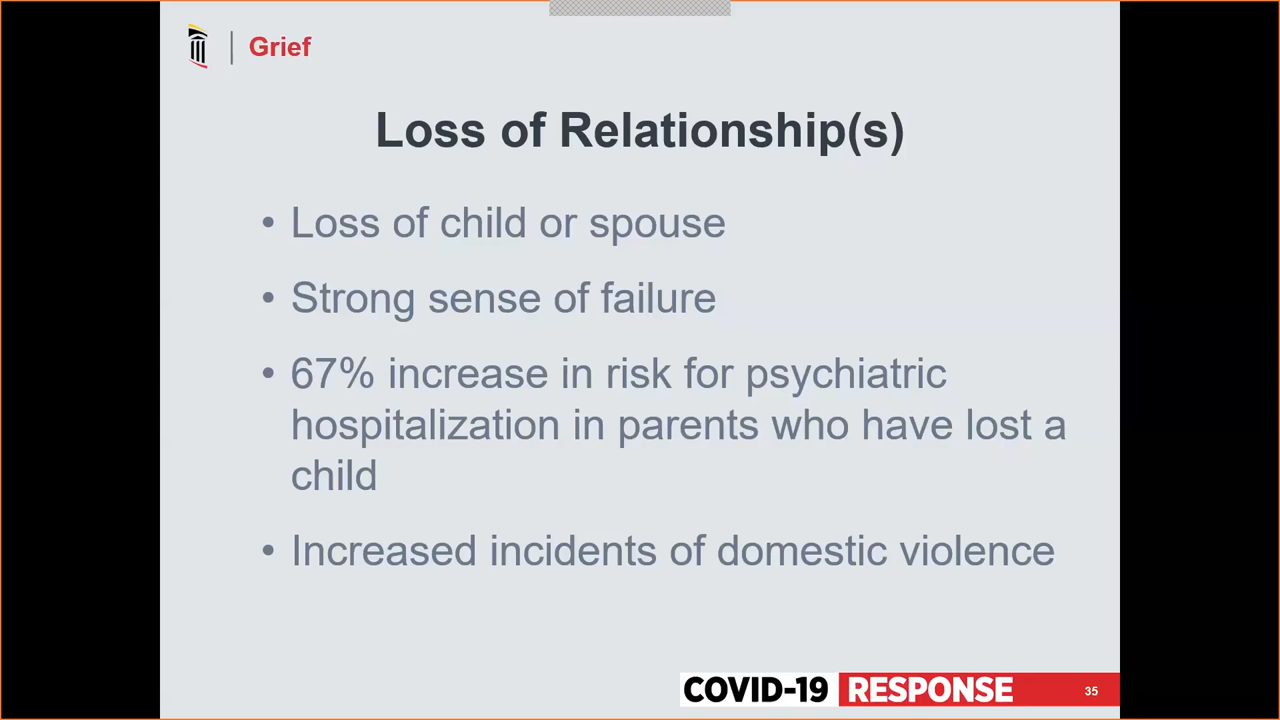 Grief
Loss of Relationship(s)
• Loss of child or spouse
• Strong sense of failure
• 67% increase in risk for psychiatric
hospitalization in parents who have lost a
child
• Increased incidents of domestic violence
COVID-19 RESPONSE 35